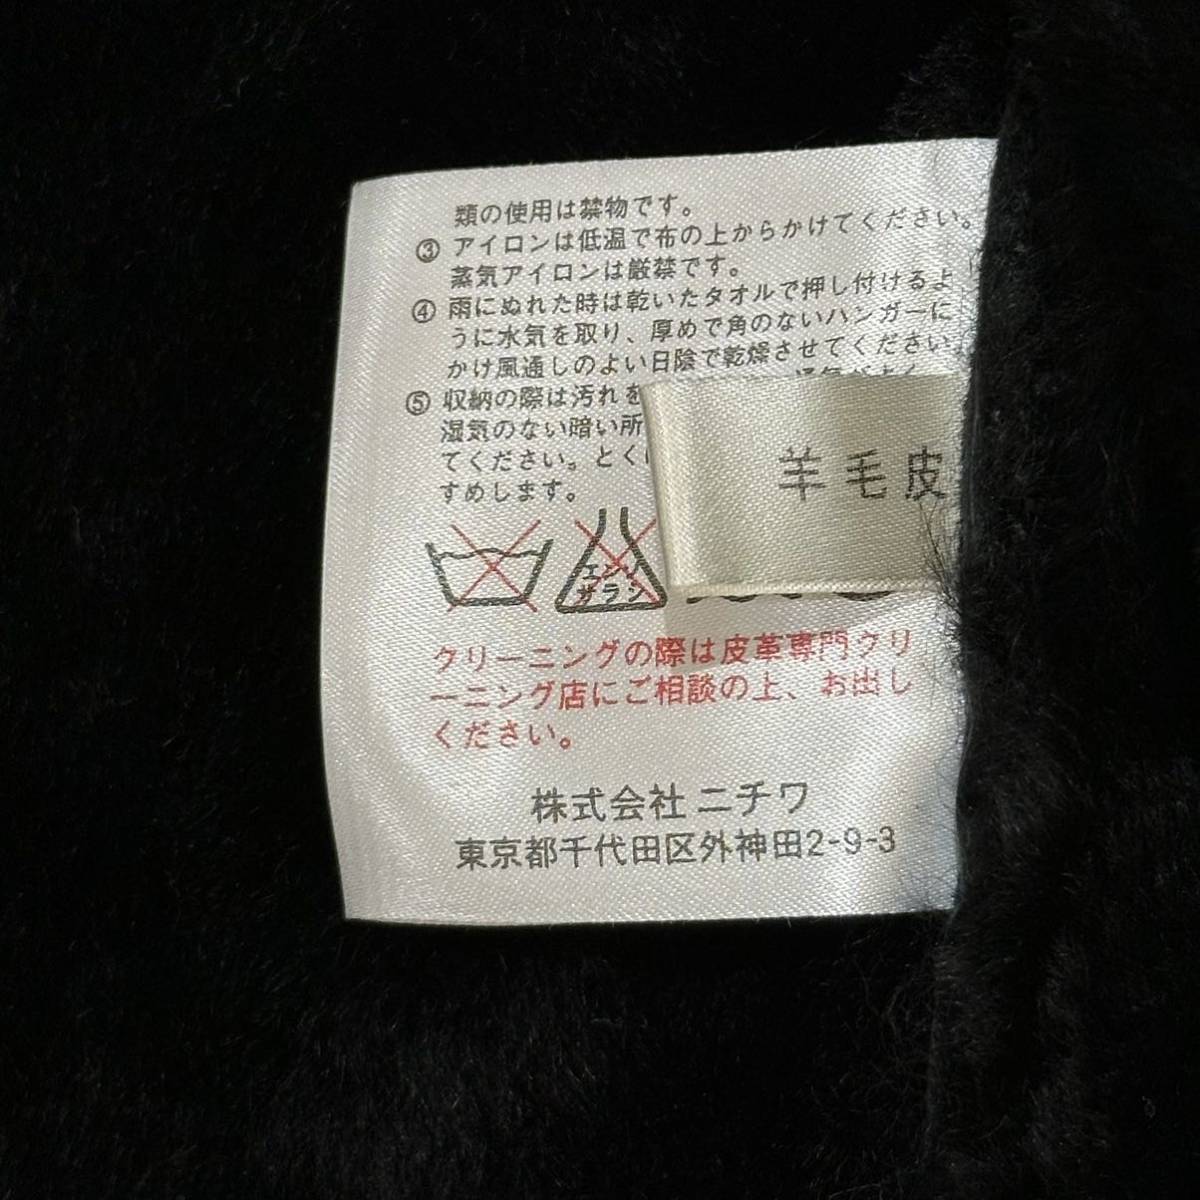 類の使用は禁物です。
③ アイロンは低温で布の上からかけてください。
蒸気アイロンは厳禁です。
④ 雨にぬれた時は乾いたタオルで押し付けるよ
うに水気を取り、厚めで角のないハンガーに
かけ風通しのよい日陰で乾燥させてください。
⑤ 収納の際は汚れを
湿気のない暗い所
てください。とく
すめします。
羊毛皮
エンソ
サラシ
クリーニングの際は皮革専門クリ
ーニング店にご相談の上、お出し
ください。
株式会社 ニチワ
東京都千代田区外神田2-9-3